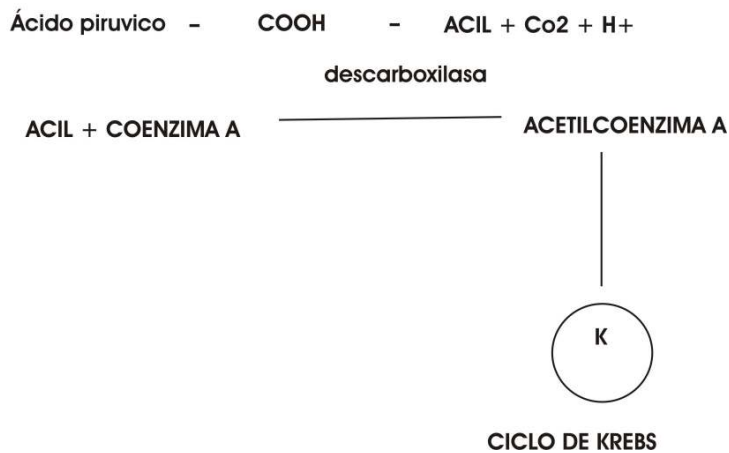 Ácido piruvico - COOH - ACIL + Co2 + H+
descarboxilasa
ACIL + COENZIMA A ACETILCOENZIMA A
K
CICLO DE KREBS